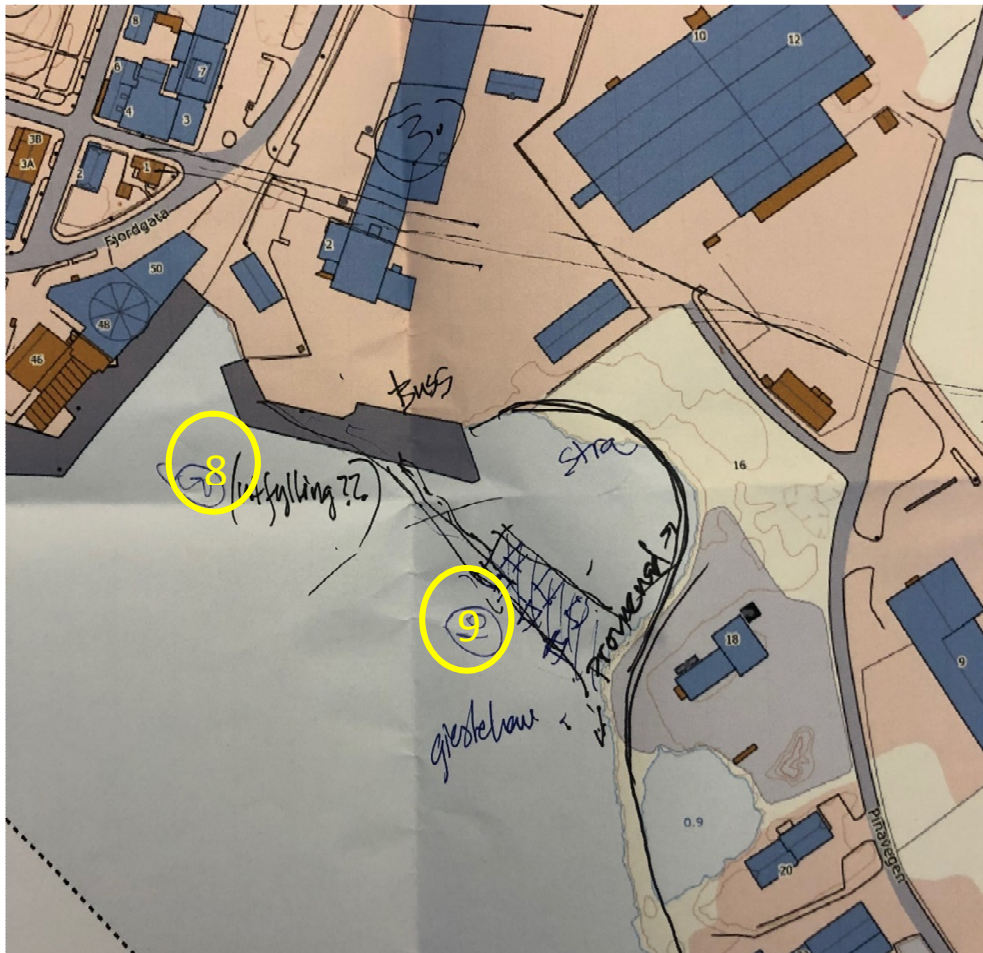 8
6
7
4
3
3B
3A
2
1
Fjordgata
50
48
46
2
3
10
12
Buss
stra
16
8
(utfylling??)
9
promenad
18
9
gjestehavn
0.9
20
Pinavegen